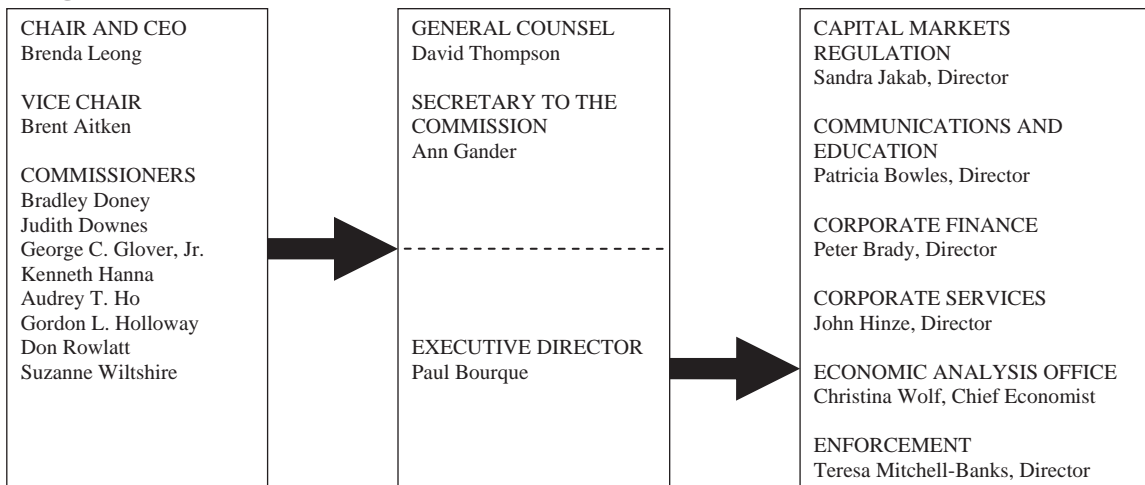 CHAIR AND CEO
Brenda Leong
VICE CHAIR
Brent Aitken
COMMISSIONERS
Bradley Doney
Judith Downes
George C. Glover, Jr.
Kenneth Hanna
Audrey T. Ho
Gordon L. Holloway
Don Rowlatt
Suzanne Wiltshire
GENERAL COUNSEL
David Thompson
SECRETARY TO THE
COMMISSION
Ann Gander
EXECUTIVE DIRECTOR
Paul Bourque
CAPITAL MARKETS
REGULATION
Sandra Jakab, Director
COMMUNICATIONS AND
EDUCATION
Patricia Bowles, Director
CORPORATE FINANCE
Peter Brady, Director
CORPORATE SERVICES
John Hinze, Director
ECONOMIC ANALYSIS OFFICE
Christina Wolf, Chief Economist
ENFORCEMENT
Teresa Mitchell-Banks, Director